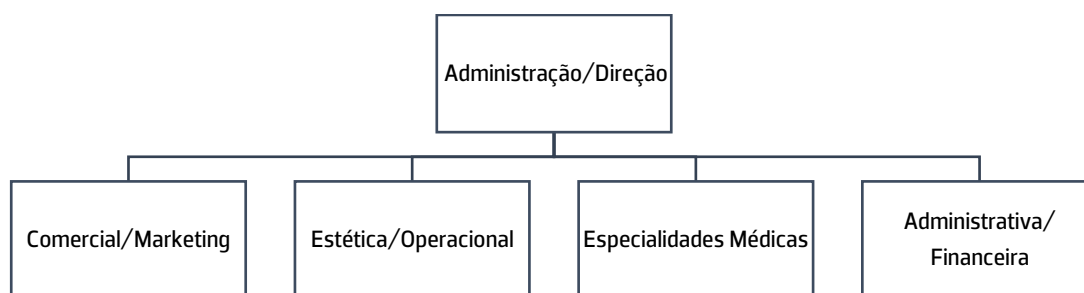 Administração/Direção
Comercial/Marketing
Estética/Operacional
Especialidades Médicas
Administrativa/
Financeira